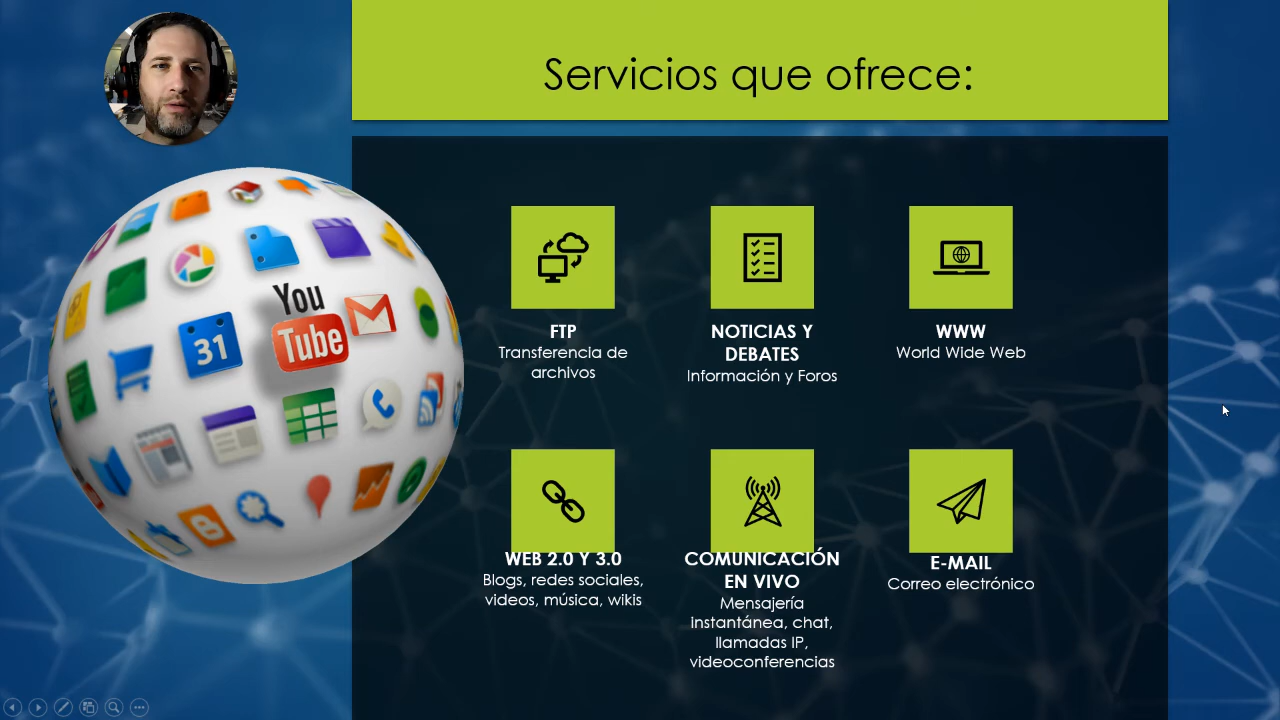 Servicios que ofrece:
You
Tube
31
FTP
Transferencia de
archivos
NOTICIAS Y
DEBATES
Información y Foros
WWW
World Wide Web
WEB 2.0 Y 3.0
Blogs, redes sociales,
videos, música, wikis
COMUNICACIÓN
EN VIVO
Mensajería
instantánea, chat,
llamadas IP,
videoconferencias
E-MAIL
Correo electrónico